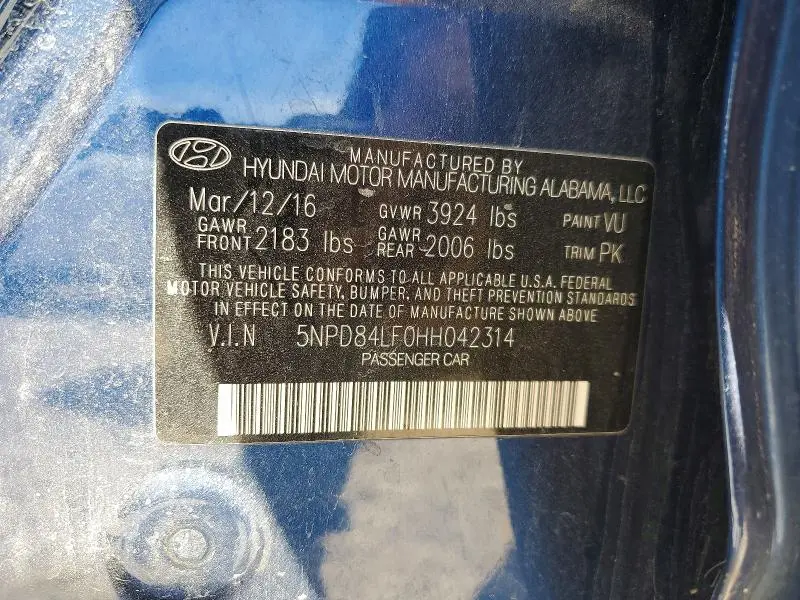 MANUFACTURED BY
HYUNDAI MOTOR MANUFACTURING ALABAMA, LLC
Mar/12/16 GVWR 3924 lbs PAINT VU
GAWR FRONT 2183 lbs GAWR REAR 2006 lbs TRIM PK
THIS VEHICLE CONFORMS TO ALL APPLICABLE U.S.A. FEDERAL
MOTOR VEHICLE SAFETY, BUMPER, AND THEFT PREVENTION STANDARDS
IN EFFECT ON THE DATE OF MANUFACTURE SHOWN ABOVE.
V.I.N 5NPD84LF0HH042314
PASSENGER CAR